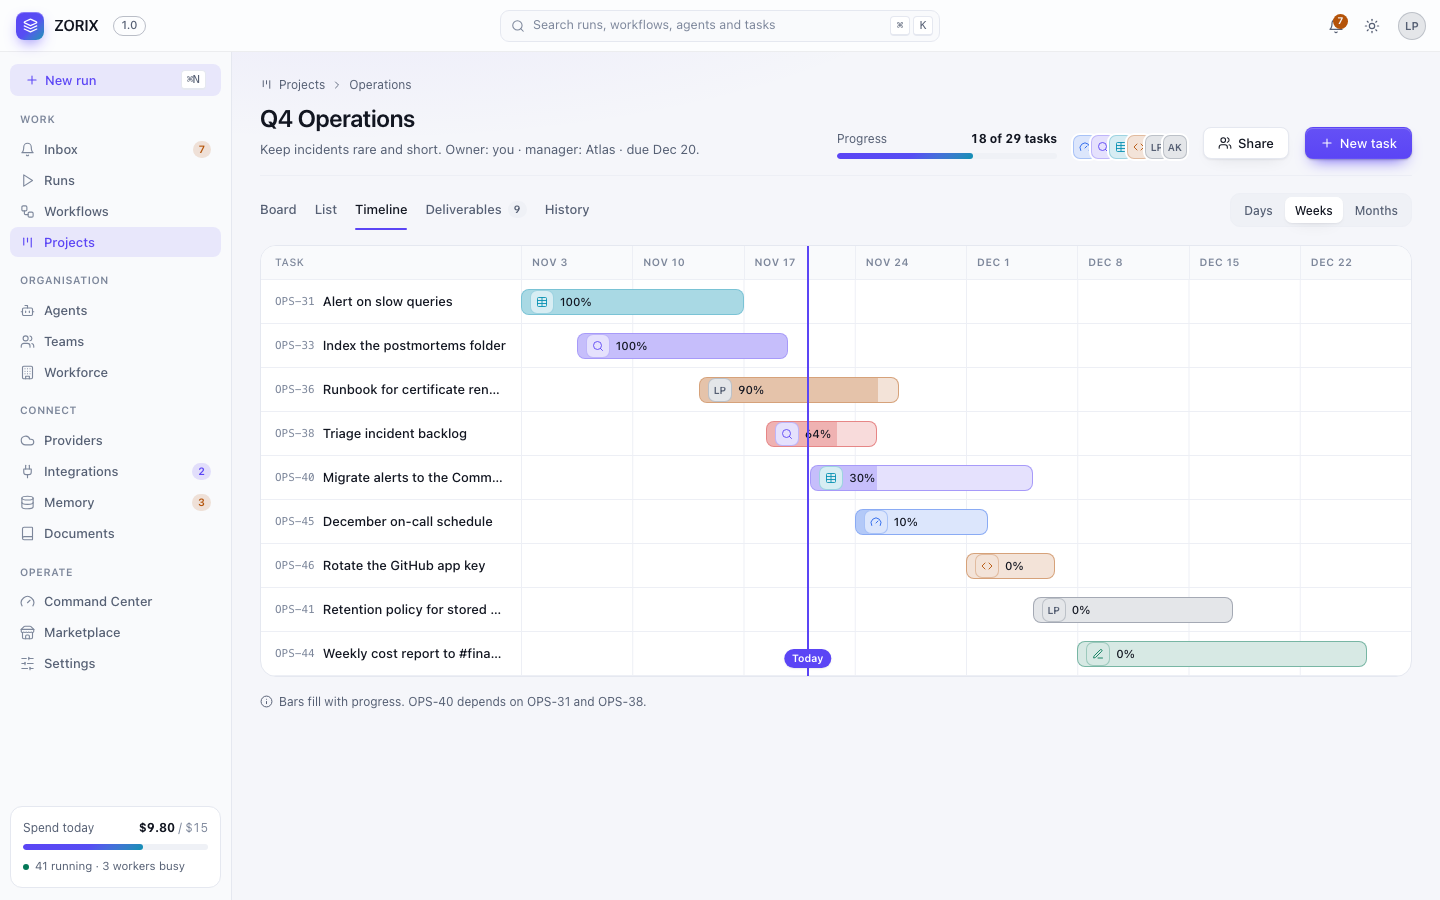 ZORIX 1.0
Search runs, workflows, agents and tasks ⌘ K
7
LP
+ New run ⌘N
WORK
Inbox 7
Runs
Workflows
Projects
ORGANISATION
Agents
Teams
Workforce
CONNECT
Providers
Integrations 2
Memory 3
Documents
OPERATE
Command Center
Marketplace
Settings
Spend today $9.80 / $15
41 running · 3 workers busy
Projects > Operations
Q4 Operations
Keep incidents rare and short. Owner: you · manager: Atlas · due Dec 20.
Progress 18 of 29 tasks
LP AK
Share
+ New task
Board List Timeline Deliverables 9 History
Days Weeks Months
TASK NOV 3 NOV 10 NOV 17 NOV 24 DEC 1 DEC 8 DEC 15 DEC 22
OPS-31 Alert on slow queries 100%
OPS-33 Index the postmortems folder 100%
OPS-36 Runbook for certificate ren... LP 90%
OPS-38 Triage incident backlog 64%
OPS-40 Migrate alerts to the Comm... 30%
OPS-45 December on-call schedule 10%
OPS-46 Rotate the GitHub app key 0%
OPS-41 Retention policy for stored ... LP 0%
OPS-44 Weekly cost report to #fina... 0%
Today
Bars fill with progress. OPS-40 depends on OPS-31 and OPS-38.